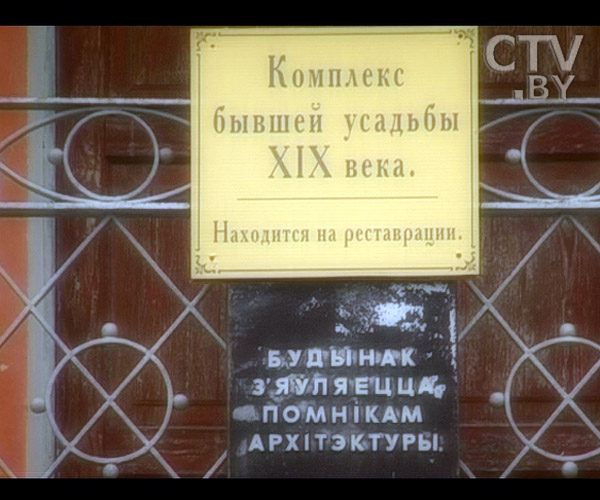 CTV
.BY
Комплекс
бывшей усадьбы
XIX века.
Находится на реставрации.
БУДЫНАК
З'ЯЎЛЯЕЦЦА
ПОМНІКАМ
АРХІТЭКТУРЫ.